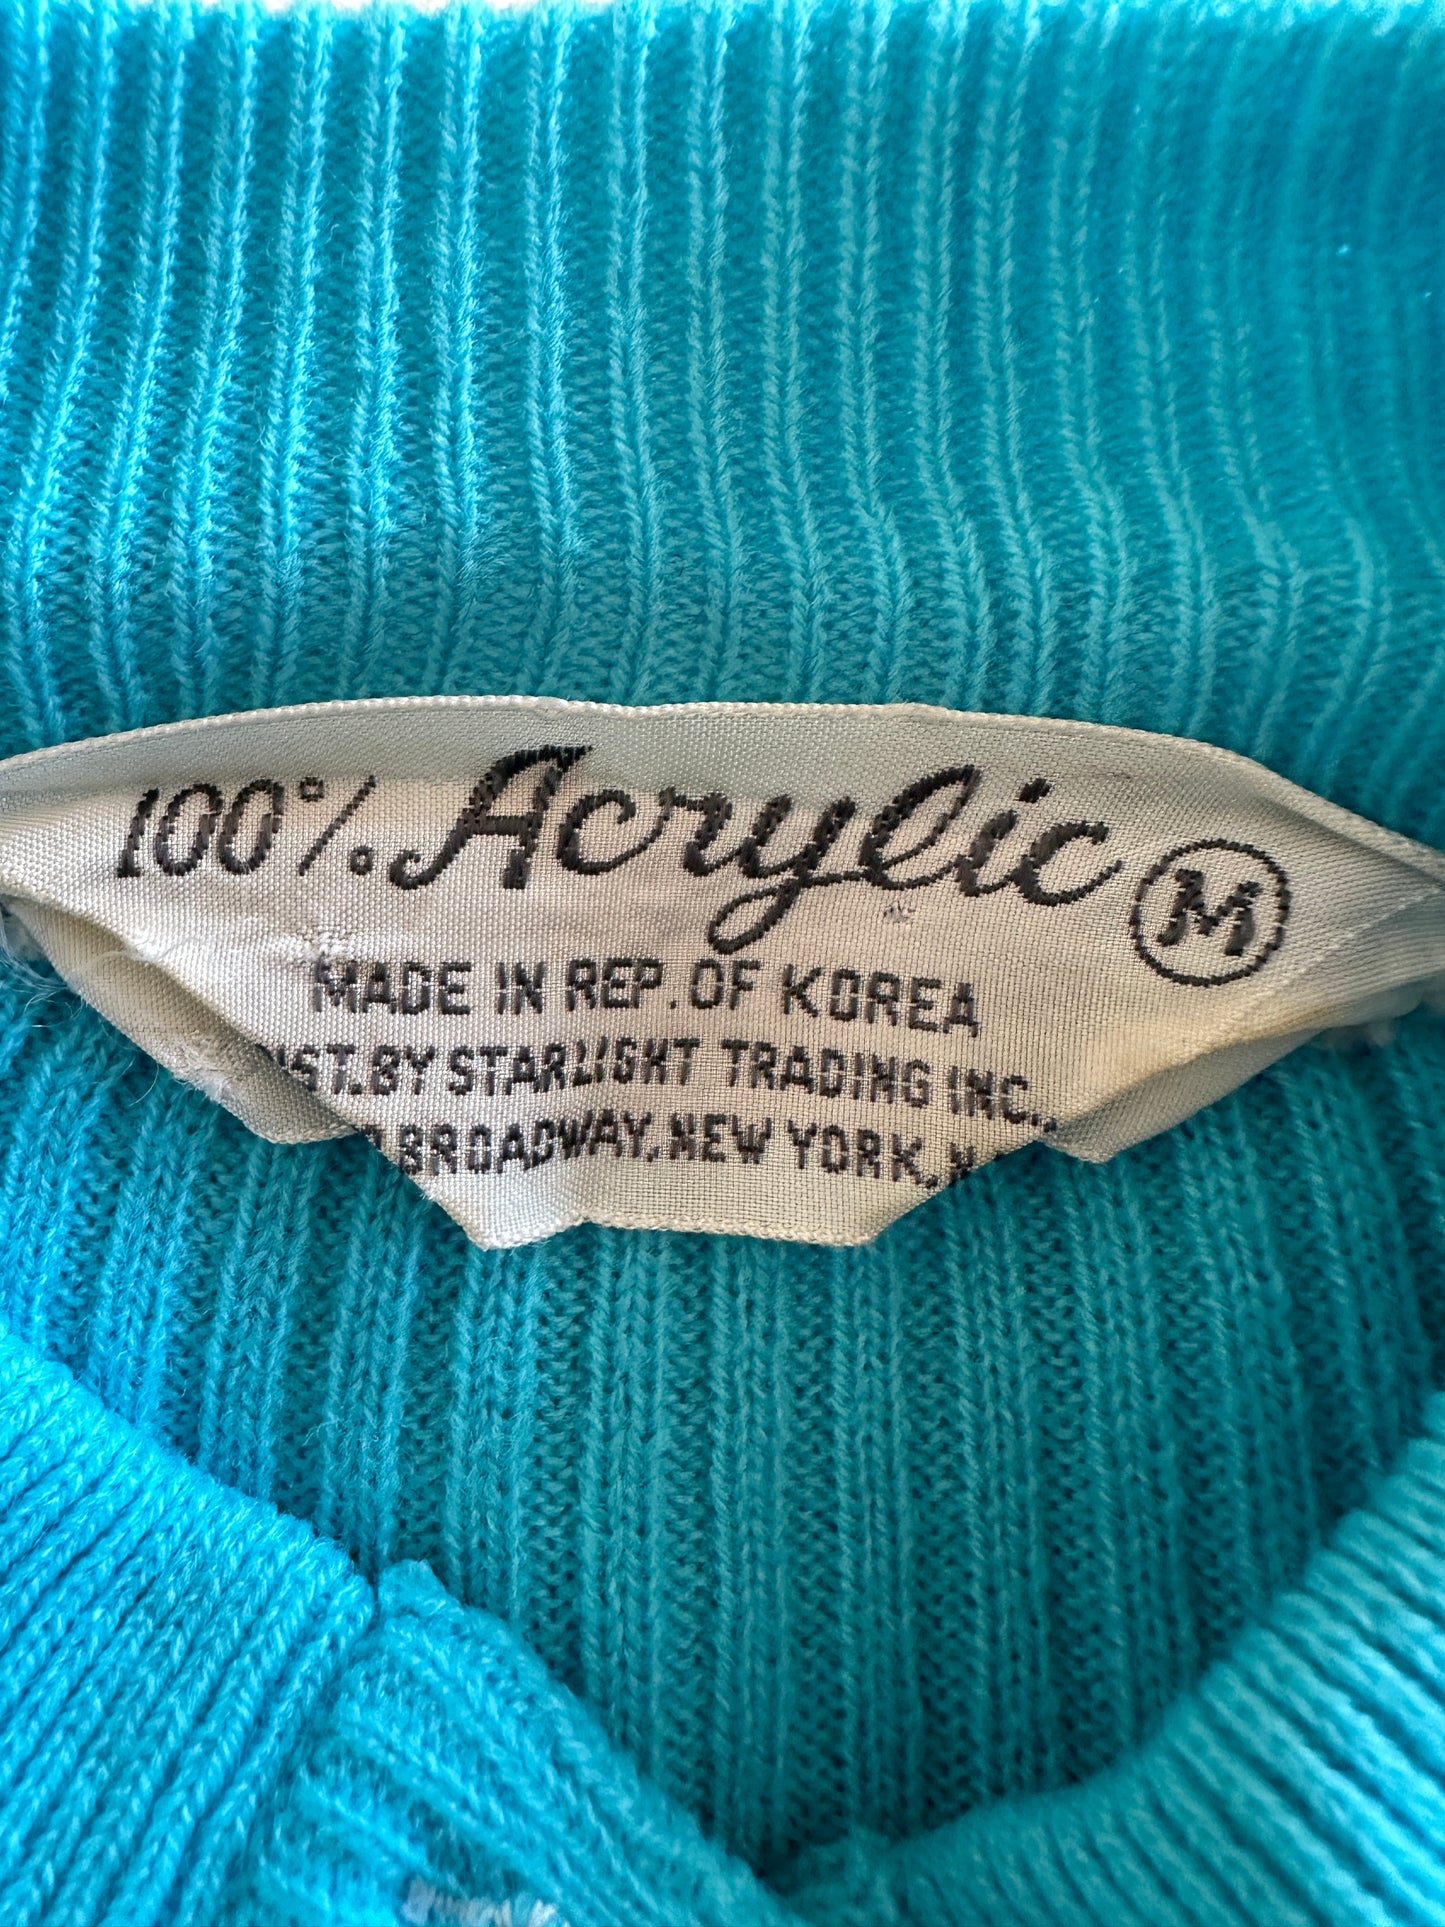 100% Acrylic M
MADE IN REP. OF KOREA
DIST. BY STARLIGHT TRADING INC.,
BROADWAY, NEW YORK, N.